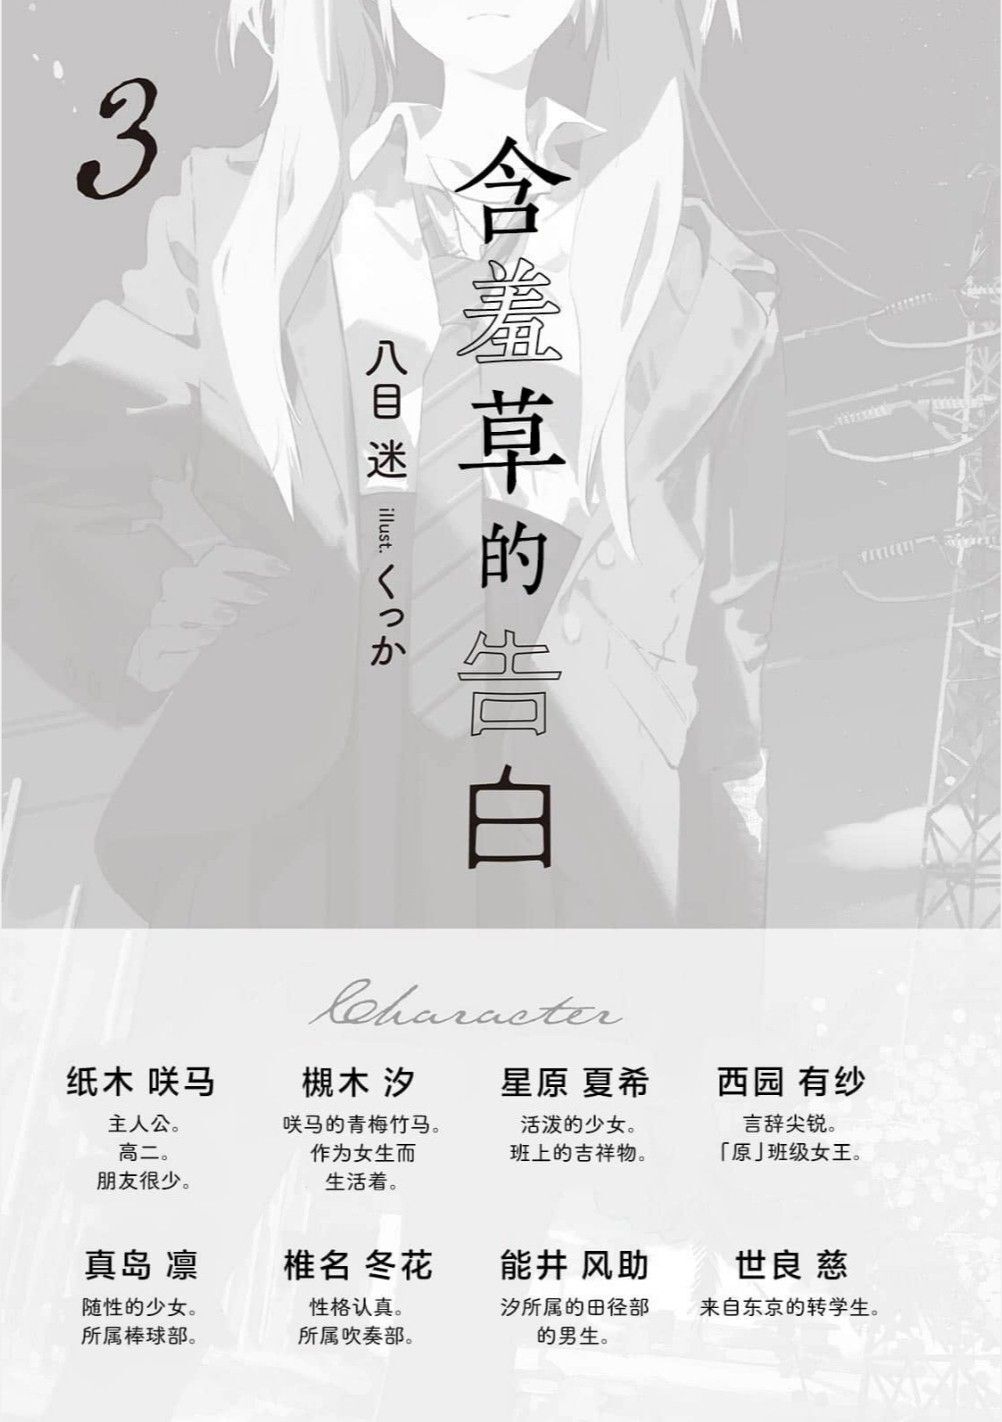 3
含羞草的告白
八目 迷
illust. くっか
Character
纸木 咲马
主人公。
高二。
朋友很少。
槻木 汐
咲马的青梅竹马。
作为女生而
生活着。
星原 夏希
活泼的少女。
班上的吉祥物。
西园 有纱
言辞尖锐。
「原」班级女王。
真岛 凛
随性的少女。
所属棒球部。
椎名 冬花
性格认真。
所属吹奏部。
能井 风助
汐所属的田径部
的男生。
世良 慈
来自东京的转学生。